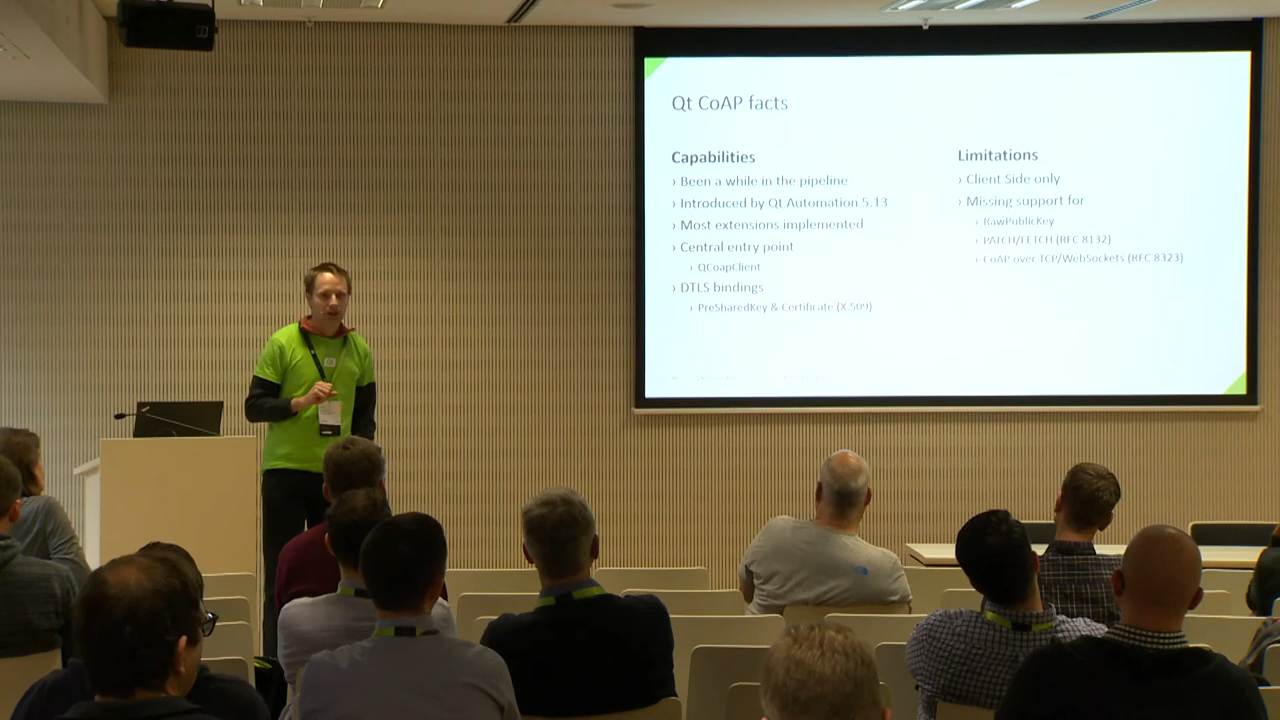 Qt CoAP facts
Capabilities
› Been a while in the pipeline
› Introduced by Qt Automation 5.13
› Most extensions implemented
› Central entry point
› QCoapClient
› DTLS bindings
› PreSharedKey & Certificate (X.509)
Limitations
› Client Side only
› Missing support for
› RawPublicKey
› PATCH/FETCH (RFC 8132)
› CoAP over TCP/WebSockets (RFC 8323)